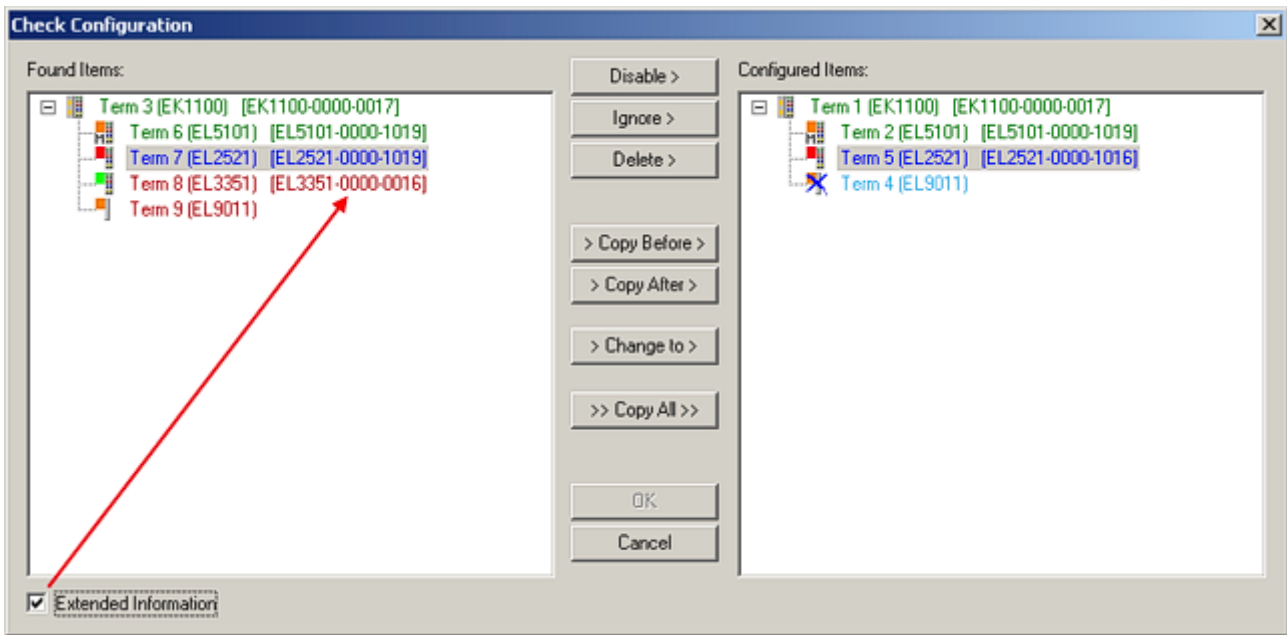 Check Configuration
Found Items:
Term 3 (EK1100) [EK1100-0000-0017]
Term 6 (EL5101) [EL5101-0000-1019]
Term 7 (EL2521) [EL2521-0000-1019]
Term 8 (EL3351) [EL3351-0000-0016]
Term 9 (EL9011)
Extended Information
Disable >
Ignore >
Delete >
> Copy Before >
> Copy After >
> Change to >
>> Copy All >>
OK
Cancel
Configured Items:
Term 1 (EK1100) [EK1100-0000-0017]
Term 2 (EL5101) [EL5101-0000-1019]
Term 5 (EL2521) [EL2521-0000-1016]
Term 4 (EL9011)